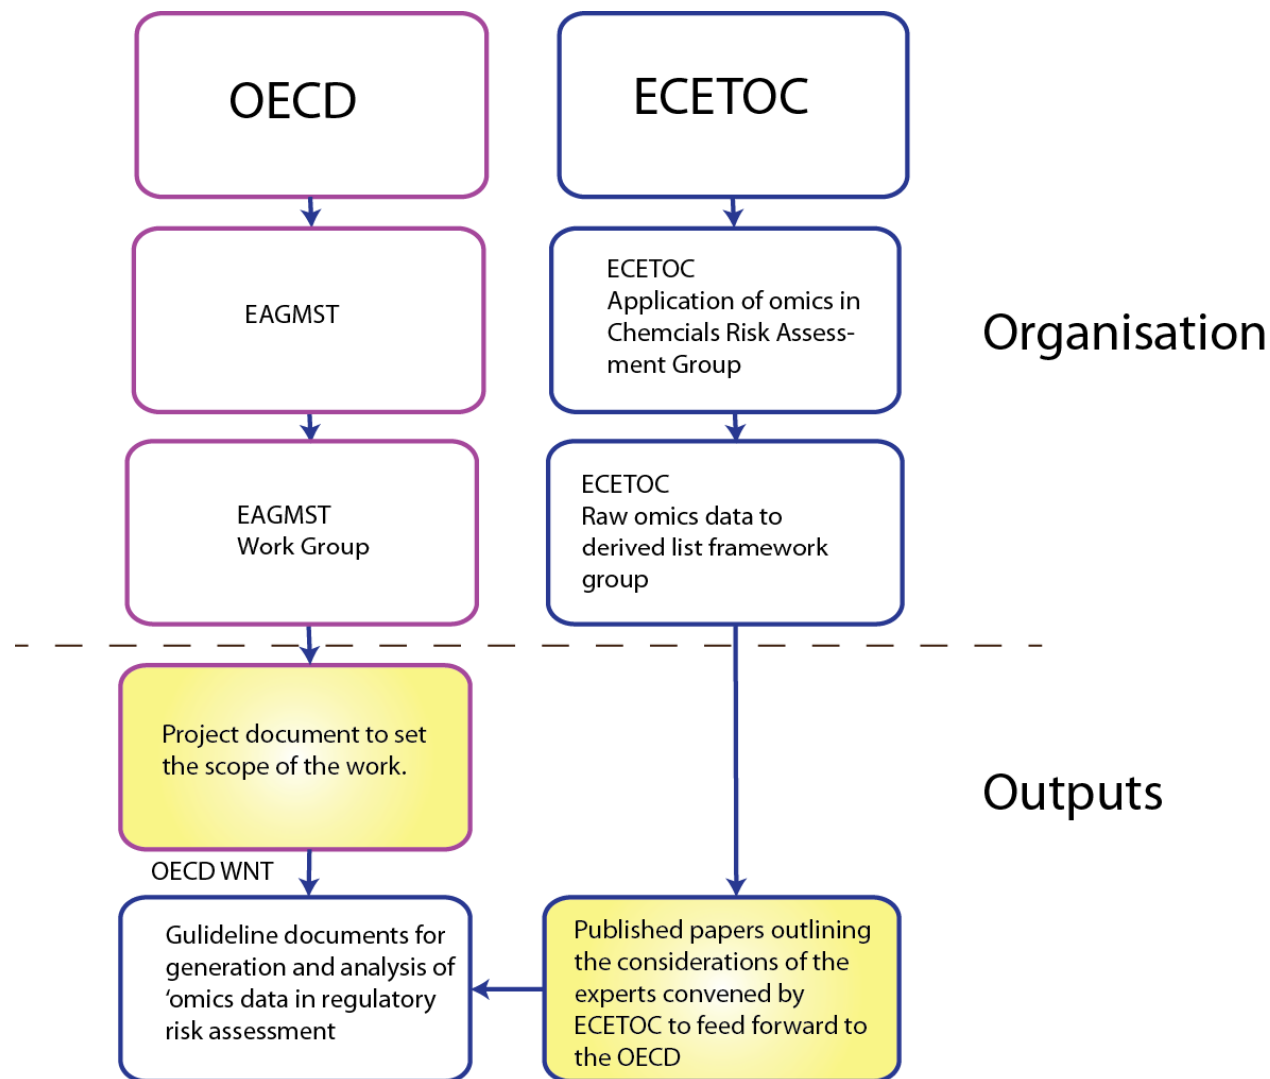 OECD
ECETOC
EAGMST
ECETOC
Application of omics in
Chemcials Risk Assess-
ment Group
Organisation
EAGMST
Work Group
ECETOC
Raw omics data to
derived list framework
group
Project document to set
the scope of the work.
Outputs
OECD WNT
Gulideline documents for
generation and analysis of
‘omics data in regulatory
risk assessment
Published papers outlining
the considerations of the
experts convened by
ECETOC to feed forward to
the OECD